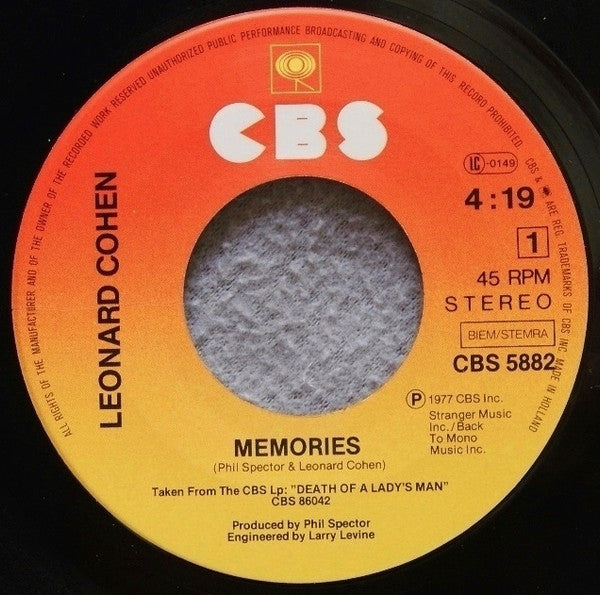 ALL RIGHTS OF THE MANUFACTURER AND OF THE OWNER OF THE RECORDED WORK RESERVED UNAUTHORIZED PUBLIC PERFORMANCE BROADCASTING AND COPYING OF THIS RECORD PROHIBITED.
CBS & ARE REG. TRADEMARKS OF CBS INC MADE IN HOLLAND
CBS
LC-0149
4:19
1
45 RPM
STEREO
BIEM/STEMRA
CBS 5882
LEONARD COHEN
Ⓟ 1977 CBS Inc.
Stranger Music
Inc./Back
To Mono
Music Inc.
MEMORIES
(Phil Spector & Leonard Cohen)
Taken From The CBS Lp: "DEATH OF A LADY'S MAN"
CBS 86042
Produced by Phil Spector
Engineered by Larry Levine